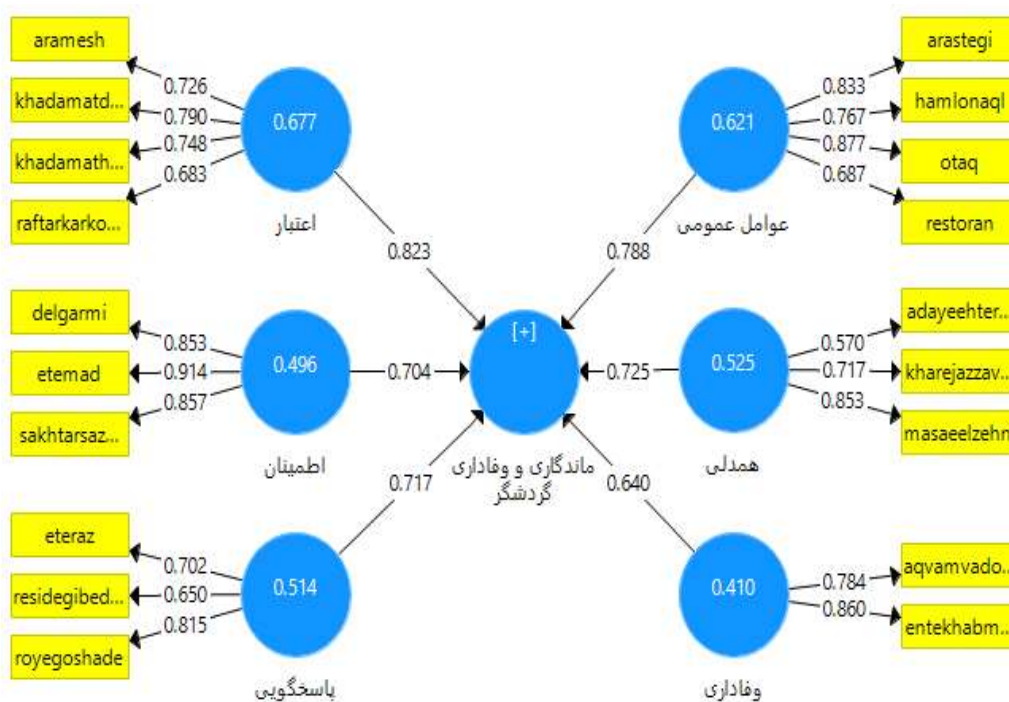 aramesh
khadamatd...
khadamath...
raftarkarko...
0.726
0.790
0.748
0.683
0.677
اعتبار
0.823
arastegi
hamlonaql
otaq
restoran
0.833
0.767
0.877
0.687
0.621
عوامل عمومی
0.788
delgarmi
etemad
sakhtarsaz...
0.853
0.914
0.857
0.496
اطمینان
0.704
[+]
ماندگاری و وفاداری
گردشگر
0.725
0.525
همدلی
0.570
0.717
0.853
adayeehter...
kharejazzav...
masaeelzehn
eteraz
residegibed...
royegoshade
0.702
0.650
0.815
0.514
پاسخگویی
0.717
0.640
0.410
وفاداری
0.784
0.860
aqvamvado...
entekhabm...